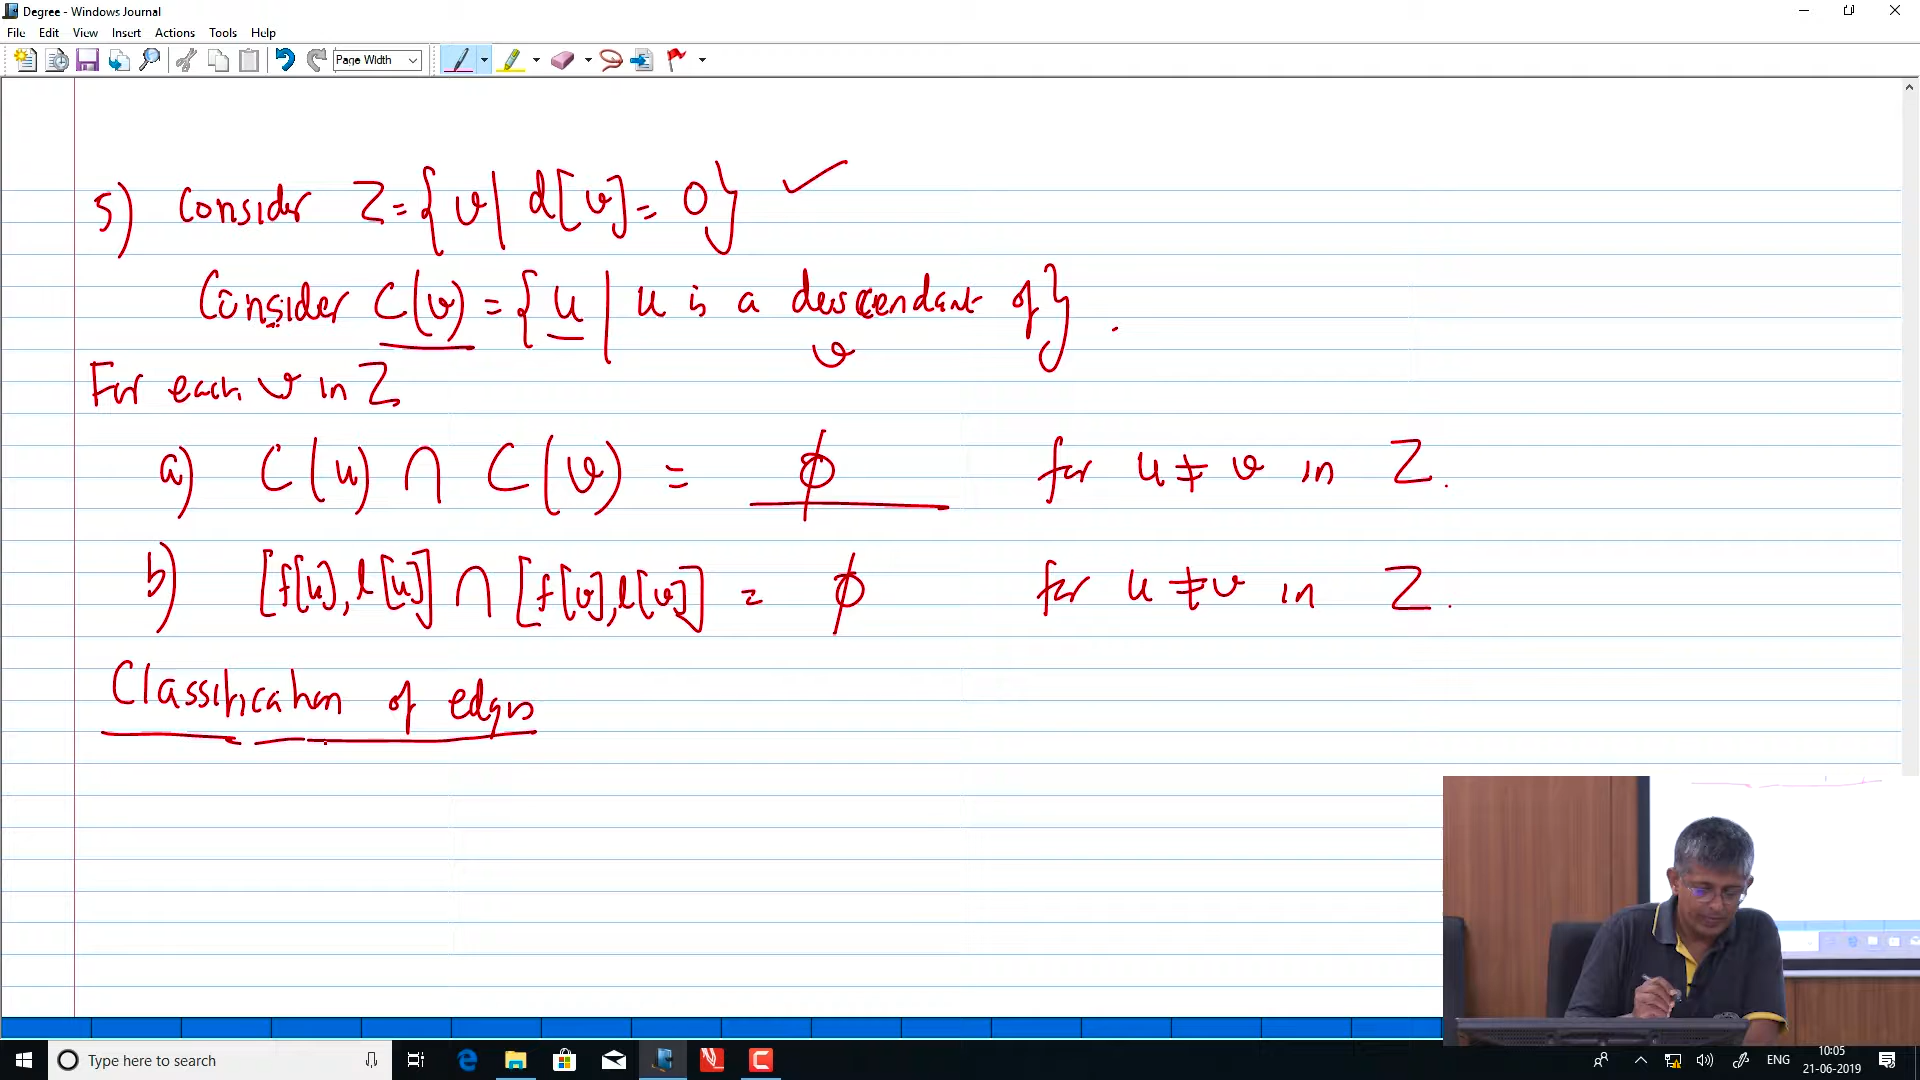 Degree - Windows Journal
File Edit View Insert Actions Tools Help
Page Width
5) Consider Z = { v | d[v] = 0 } ✓
Consider C(v) = { u | u is a descendant of }.
v
For each v in Z
a) C(u) ∩ C(v) = ϕ for u ≠ v in Z.
b) [f[u], l[u]] ∩ [f[v], l[v]] = ϕ for u ≠ v in Z.
Classification of edges
Type here to search
ENG
10:05
21-06-2019